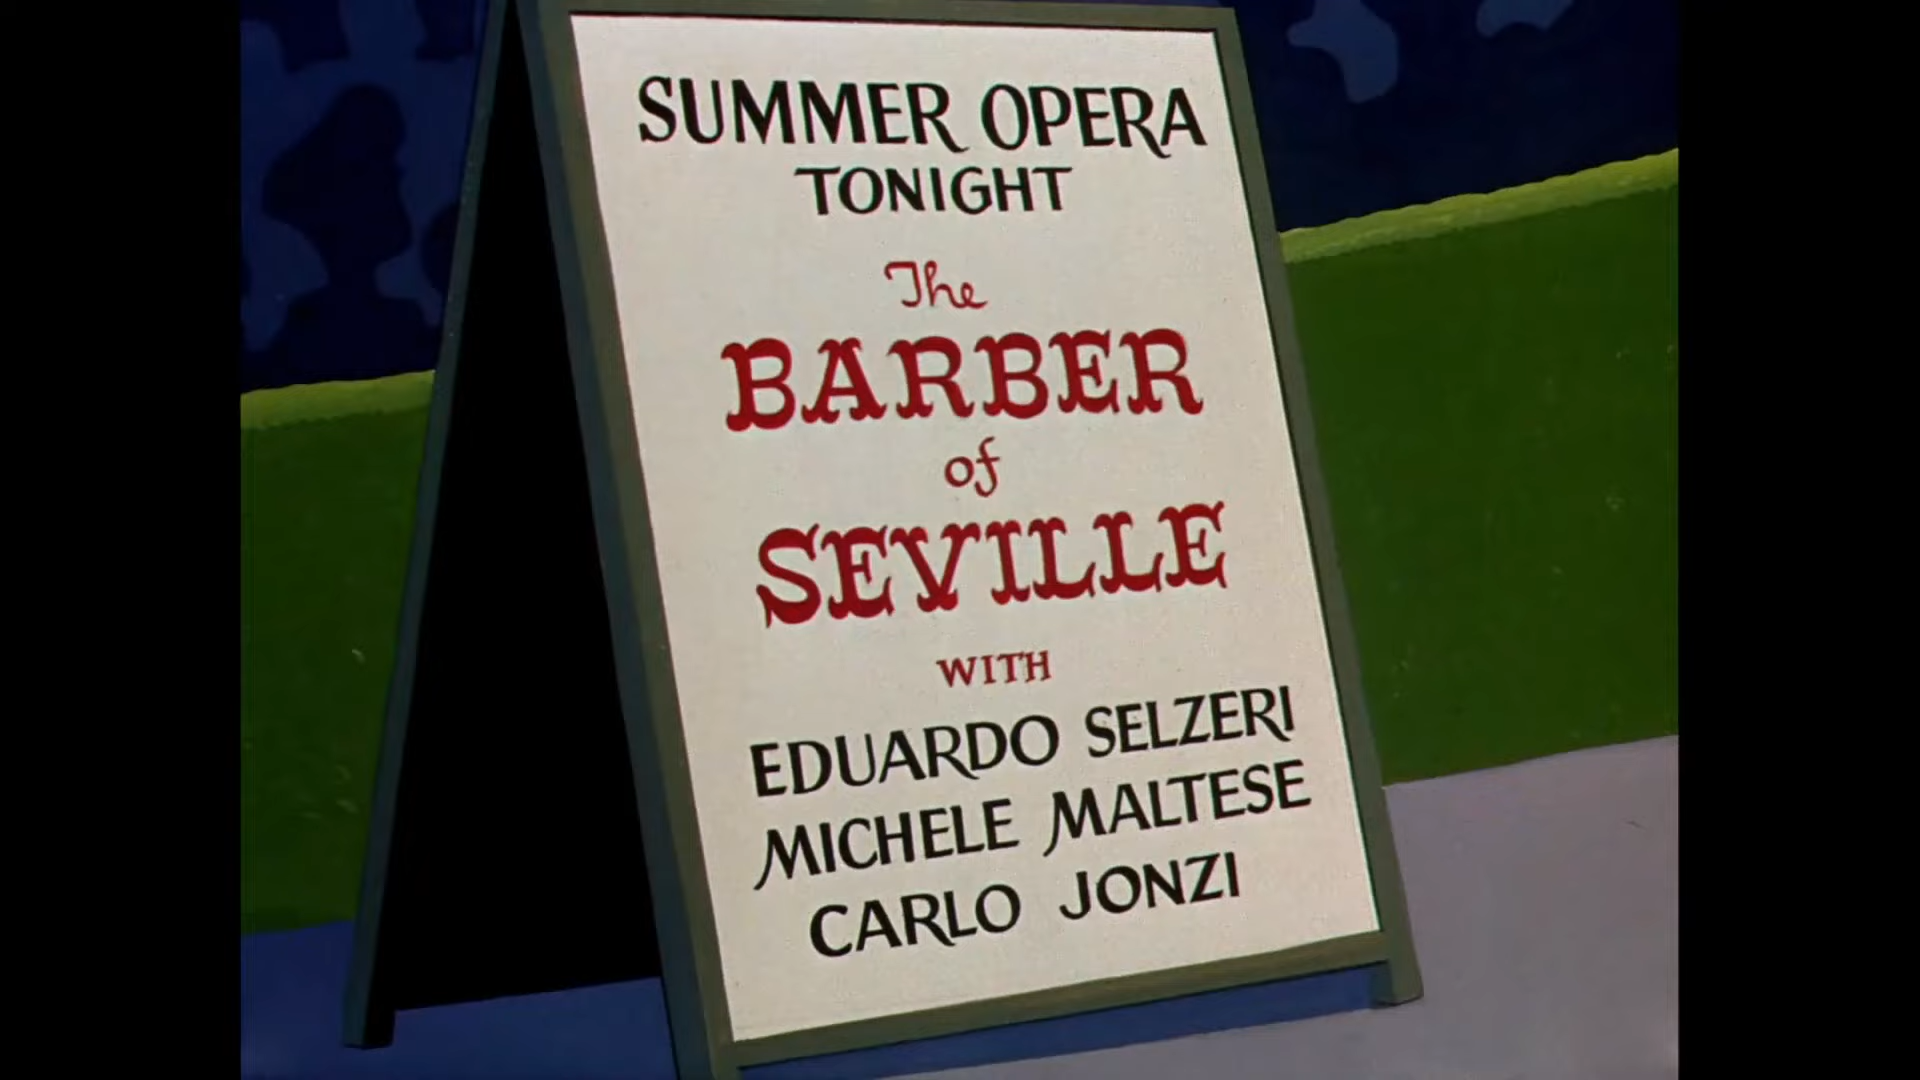 SUMMER OPERA
TONIGHT
The
BARBER
of
SEVILLE
WITH
EDUARDO SELZERI
MICHELE MALTESE
CARLO JONZI